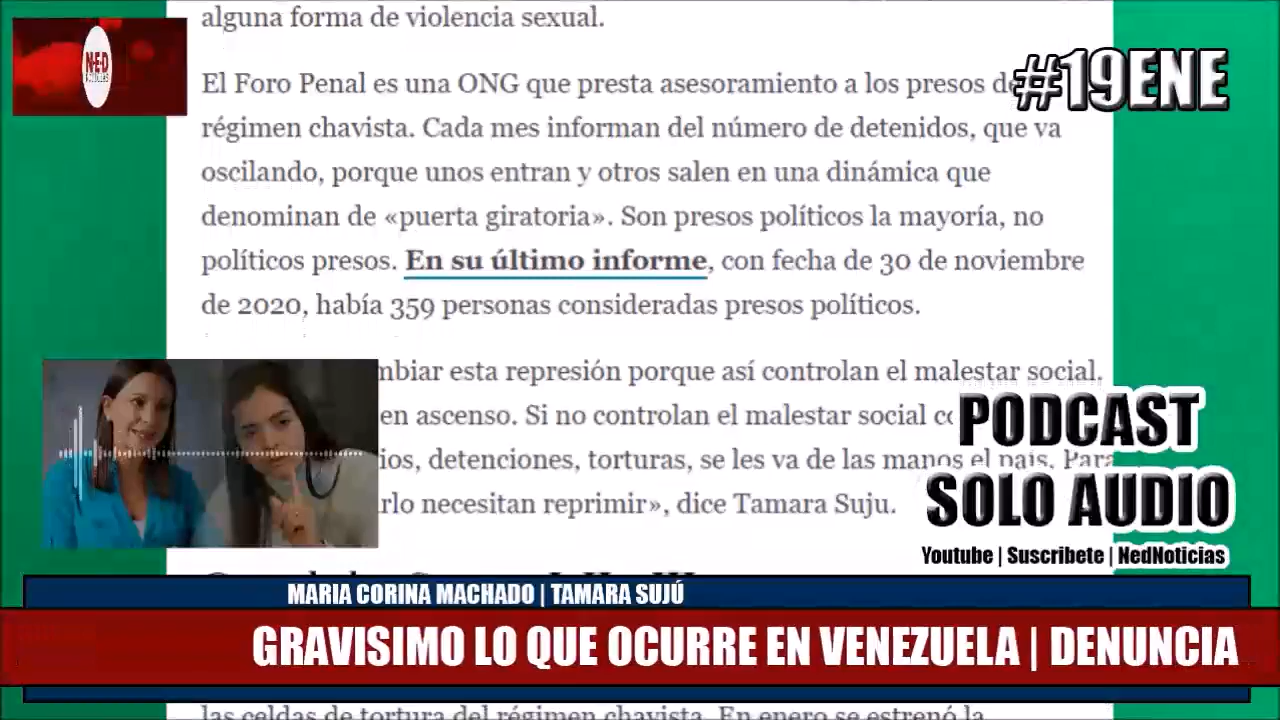 alguna forma de violencia sexual.
N-E-D
NOTICIAS
#19ENE
El Foro Penal es una ONG que presta asesoramiento a los presos
régimen chavista. Cada mes informan del número de detenidos, que va
oscilando, porque unos entran y otros salen en una dinámica que
denominan de «puerta giratoria». Son presos políticos la mayoría, no
políticos presos. En su último informe, con fecha de 30 de noviembre
de 2020, había 359 personas consideradas presos políticos.
esta represión porque así controlan el malestar social.
en ascenso. Si no controlan el malestar social
detenciones, torturas, se les va de las manos el país. Para
necesitan reprimir», dice Tamara Suju.
PODCAST
SOLO AUDIO
Youtube | Suscribete | NedNoticias
MARIA CORINA MACHADO | TAMARA SUJÚ
GRAVISIMO LO QUE OCURRE EN VENEZUELA | DENUNCIA
las celdas de tortura del régimen chavista. En enero se estrenó la